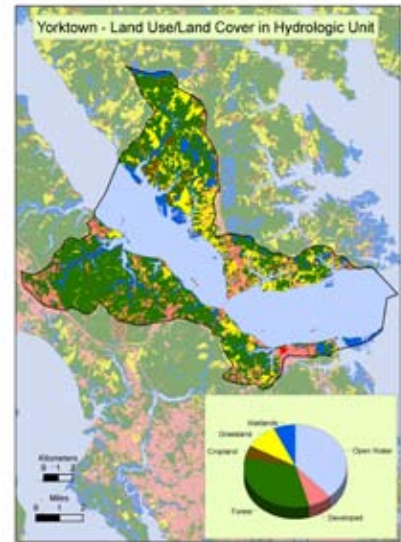 Yorktown - Land Use/Land Cover in Hydrologic Unit
Wetlands
Grassland
Cropland
Open Water
Forest
Developed
Kilometers
0 1 2
Miles
0 1 2